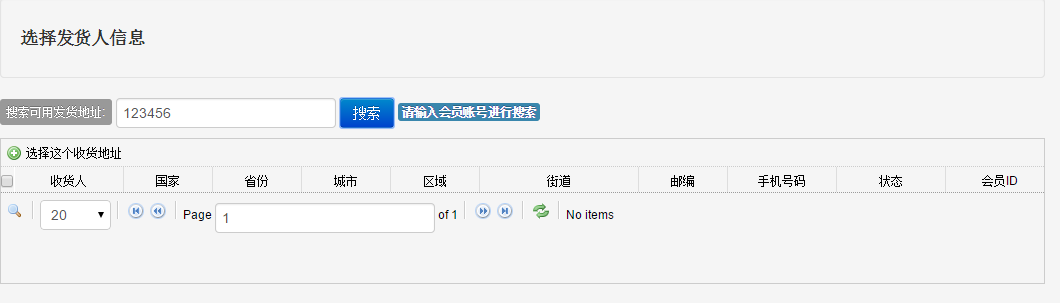 选择发货人信息
搜索可用发货地址: 123456 搜索 请输入会员账号进行搜索
选择这个收货地址
收货人 国家 省份 城市 区域 街道 邮编 手机号码 状态 会员ID
20 Page 1 of 1 No items